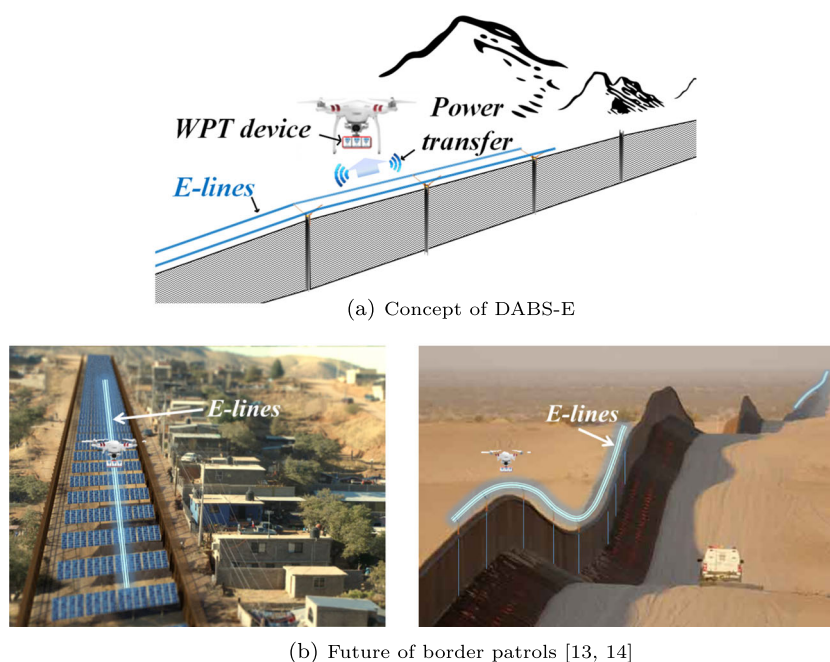 WPT device
Power
transfer
E-lines
(a) Concept of DABS-E
E-lines
E-lines
(b) Future of border patrols [13, 14]